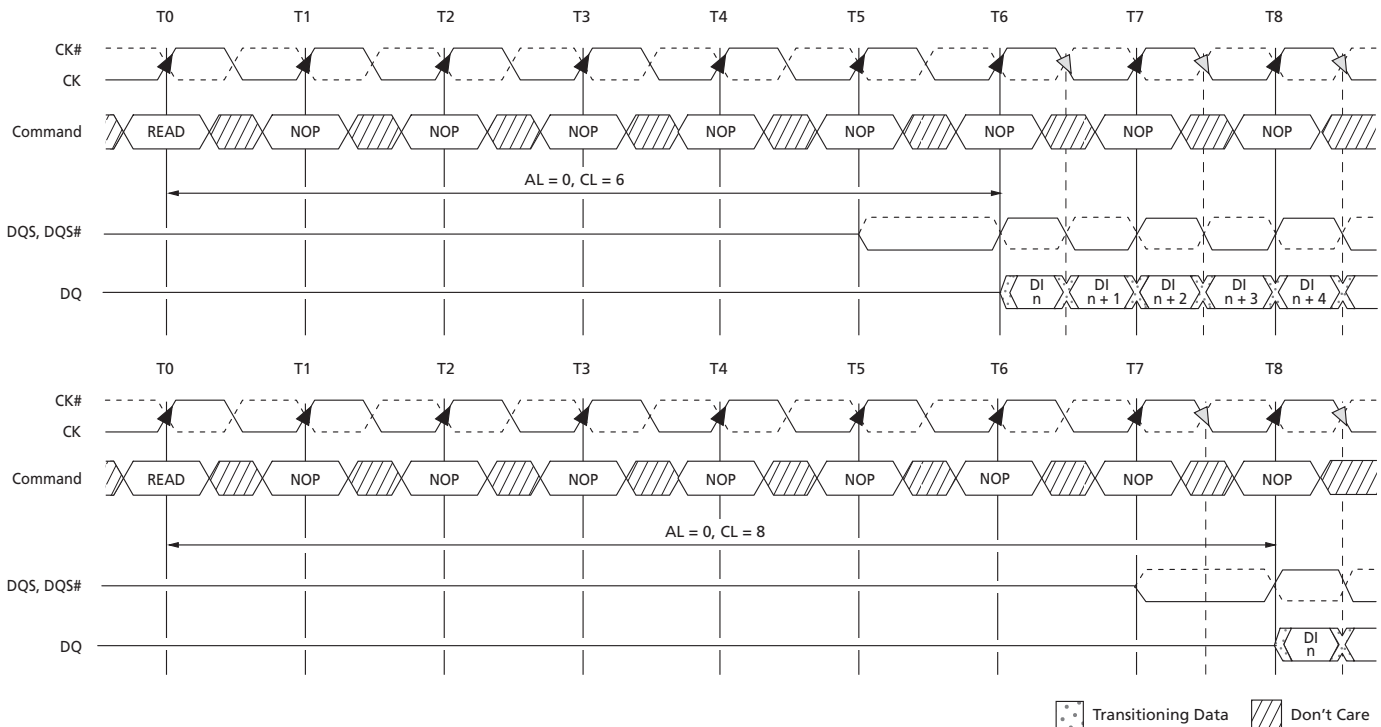 T0 T1 T2 T3 T4 T5 T6 T7 T8
CK#
CK
Command READ NOP NOP NOP NOP NOP NOP NOP NOP
AL = 0, CL = 6
DQS, DQS#
DQ DI n DI n + 1 DI n + 2 DI n + 3 DI n + 4
T0 T1 T2 T3 T4 T5 T6 T7 T8
CK#
CK
Command READ NOP NOP NOP NOP NOP NOP NOP NOP
AL = 0, CL = 8
DQS, DQS#
DQ DI n
Transitioning Data Don't Care